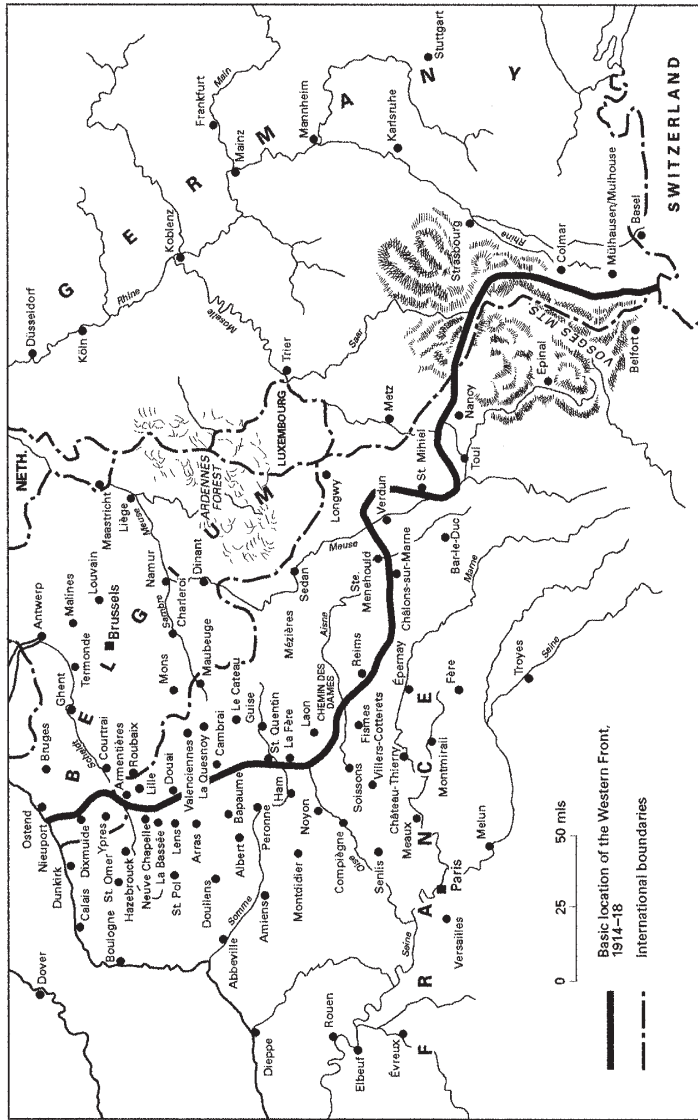 Dover
Ostend
Nieuport
Dunkirk
Calais
Dixmuide
Bruges
Ghent
Antwerp
NETH.
Düsseldorf
Köln
Boulogne
St. Omer
Ypres
Hazebrouck
Courtrai
Scheldt
Armentières
Roubaix
Lille
Termonde
Malines
Louvain
Brussels
Maastricht
Liège
Meuse
B E L G I U M
Neuve Chapelle
La Bassée
Lens
St. Pol
Douai
Mons
Sambre
Charleroi
Namur
Dinant
ARDENNES
FOREST
Rhine
Koblenz
G E R M A N Y
Frankfurt
Main
Mainz
Mannheim
Karlsruhe
Stuttgart
Arras
Doullens
Valenciennes
La Quesnoy
Cambrai
Maubeuge
Le Cateau
Guise
Albert
Bapaume
Peronne
Somme
Abbeville
Amiens
Dieppe
St. Quentin
La Fère
Ham
Laon
Mézières
Sedan
LUXEMBOURG
Trier
Moselle
Saar
Longwy
Montdidier
Noyon
CHEMIN DES
DAMES
Aisne
Meuse
Rouen
Elbeuf
Évreux
Compiègne
Oise
Senlis
Soissons
Fismes
Villers-Cotterêts
Reims
Ste.
Menehould
Verdun
Metz
Châlons-sur-Marne
St Mihiel
Nancy
Toul
Strasbourg
Rhine
Seine
Meaux
Château-Thierry
Épernay
Bar-le-Duc
Marne
F R A N C E
Paris
Versailles
Montmirail
Fère
Melun
Troyes
Seine
Epinal
VOSGES MTS.
Colmar
Mülhausen/Mulhouse
Belfort
Basel
SWITZERLAND
0 25 50 mls
Basic location of the Western Front,
1914–18
International boundaries